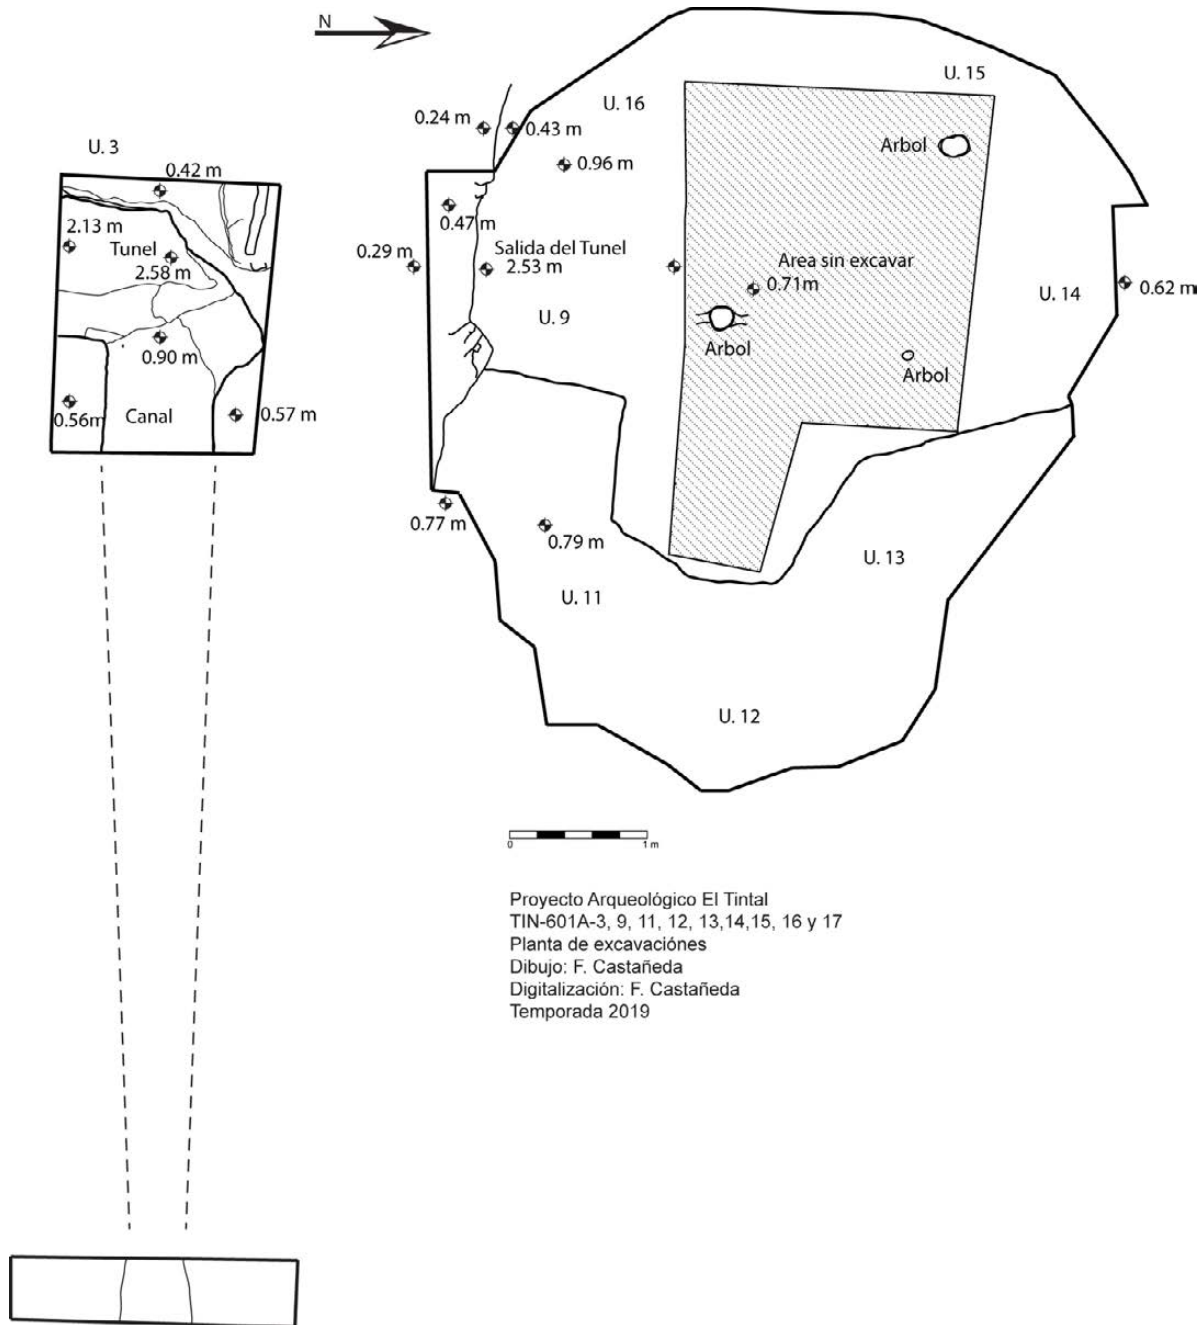 N
U. 3
0.42 m
2.13 m
Tunel
2.58 m
0.90 m
0.56m
Canal
0.57 m
U. 15
U. 16
0.24 m
0.43 m
0.96 m
Arbol
0.47 m
0.29 m
Salida del Tunel
2.53 m
Area sin excavar
0.71m
U. 14
0.62 m
U. 9
Arbol
Arbol
0.77 m
0.79 m
U. 13
U. 11
U. 12
0
1 m
Proyecto Arqueológico El Tintal
TIN-601A-3, 9, 11, 12, 13,14,15, 16 y 17
Planta de excavaciónes
Dibujo: F. Castañeda
Digitalización: F. Castañeda
Temporada 2019